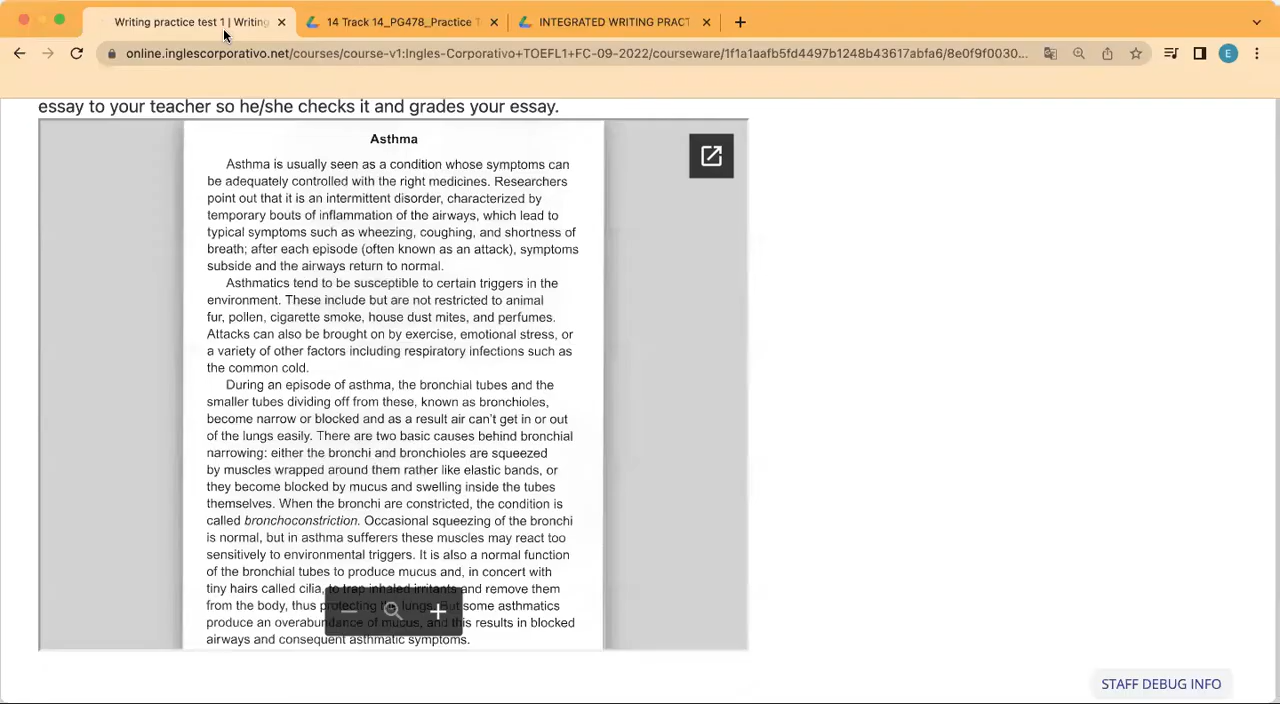 Writing practice test 1 | Writing
14 Track 14_PG478_Practice T
INTEGRATED WRITING PRACT
online.inglescorporativo.net/courses/course-v1:Ingles-Corporativo+TOEFL1+FC-09-2022/courseware/1f1a1aafb5fd4497b1248b43617abfa6/8e0f9f0030...
E
essay to your teacher so he/she checks it and grades your essay.
Asthma
Asthma is usually seen as a condition whose symptoms can
be adequately controlled with the right medicines. Researchers
point out that it is an intermittent disorder, characterized by
temporary bouts of inflammation of the airways, which lead to
typical symptoms such as wheezing, coughing, and shortness of
breath; after each episode (often known as an attack), symptoms
subside and the airways return to normal.
Asthmatics tend to be susceptible to certain triggers in the
environment. These include but are not restricted to animal
fur, pollen, cigarette smoke, house dust mites, and perfumes.
Attacks can also be brought on by exercise, emotional stress, or
a variety of other factors including respiratory infections such as
the common cold.
During an episode of asthma, the bronchial tubes and the
smaller tubes dividing off from these, known as bronchioles,
become narrow or blocked and as a result air can't get in or out
of the lungs easily. There are two basic causes behind bronchial
narrowing: either the bronchi and bronchioles are squeezed
by muscles wrapped around them rather like elastic bands, or
they become blocked by mucus and swelling inside the tubes
themselves. When the bronchi are constricted, the condition is
called bronchoconstriction. Occasional squeezing of the bronchi
is normal, but in asthma sufferers these muscles may react too
sensitively to environmental triggers. It is also a normal function
of the bronchial tubes to produce mucus and, in concert with
tiny hairs called cilia, to trap inhaled irritants and remove them
from the body, thus protecting the lungs. But some asthmatics
produce an overabundance of mucus, and this results in blocked
airways and consequent asthmatic symptoms.
STAFF DEBUG INFO